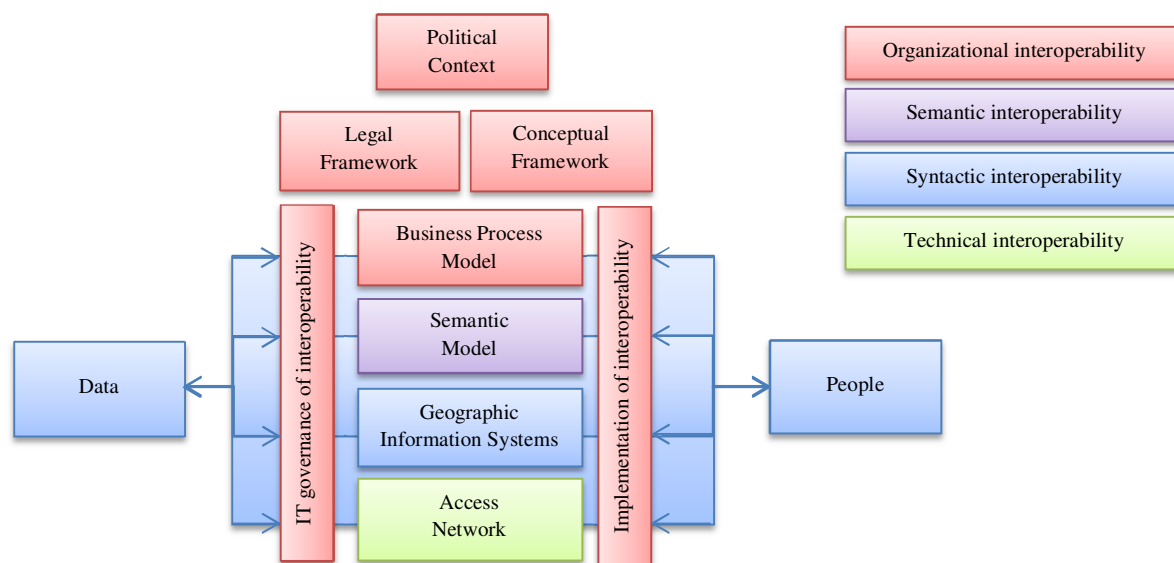 Political
Context
Organizational interoperability
Semantic interoperability
Syntactic interoperability
Technical interoperability
Legal
Framework
Conceptual
Framework
IT governance of interoperability
Business Process
Model
Semantic
Model
Geographic
Information Systems
Access
Network
Implementation of interoperability
Data
People